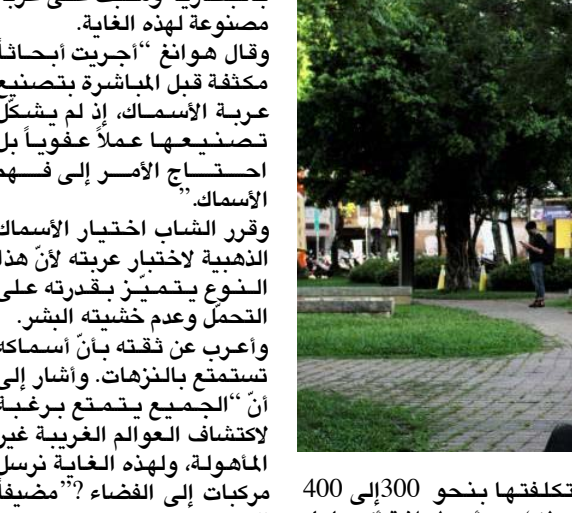 مصنوعة لهذه الغاية.
وقال هوانغ “أجريت أبحاثاً
مكثفة قبل المباشرة بتصنيع
عربة الأسماك، إذ لم يشكّل
تصنيعها عملاً عفوياً بل
احتاج الأمر إلى فهم
الأسماك.”
وقرر الشاب اختيار الأسماك
الذهبية لاختبار عربته لأنّ هذا
النوع يتميّز بقدرته على
التحمّل وعدم خشيته البشر.
وأعرب عن ثقته بأنّ أسماكه
تستمتع بالنزهات. وأشار إلى
أنّ “الجميع يتمتع برغبة
لاكتشاف العوالم الغريبة غير
المأهولة، ولهذه الغاية نرسل
مركبات إلى الفضاء ?”مضيفاً
تكلفتها بنحو 300إلى 400